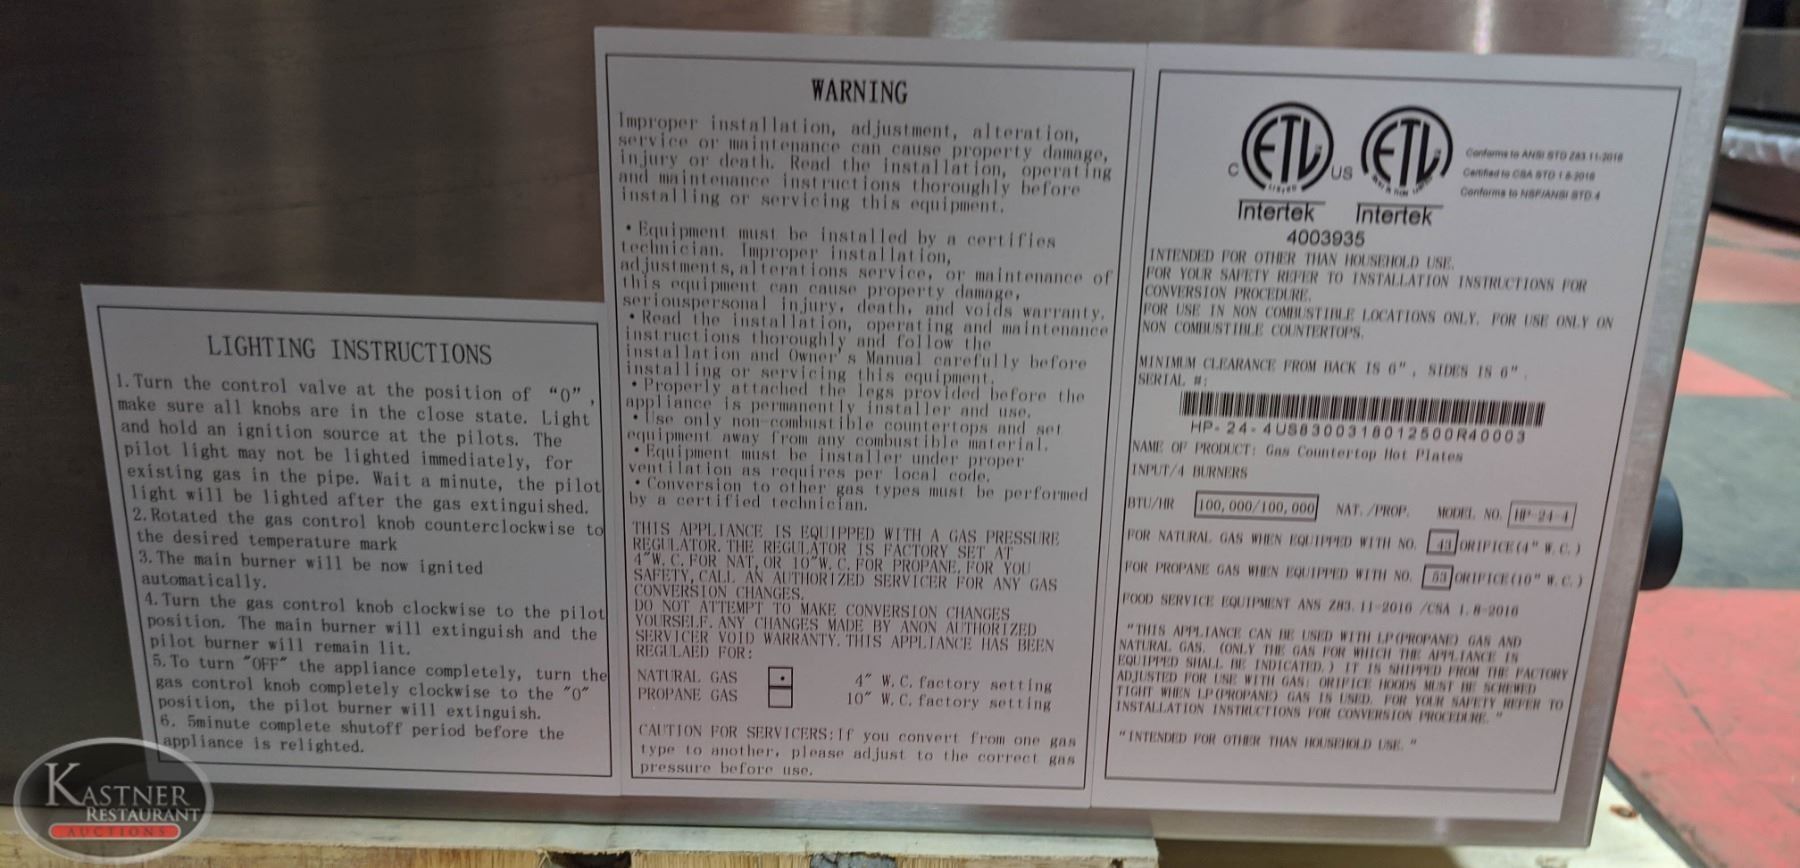 LIGHTING INSTRUCTIONS
1. Turn the control valve at the position of “0”,
make sure all knobs are in the close state. Light
and hold an ignition source at the pilots. The
pilot light may not be lighted immediately, for
existing gas in the pipe. Wait a minute, the pilot
light will be lighted after the gas extinguished.
2. Rotated the gas control knob counterclockwise to
the desired temperature mark
3. The main burner will be now ignited
automatically.
4. Turn the gas control knob clockwise to the pilot
position. The main burner will extinguish and the
pilot burner will remain lit.
5. To turn "OFF" the appliance completely, turn the
gas control knob completely clockwise to the "0"
position, the pilot burner will extinguish.
6. 5minute complete shutoff period before the
appliance is relighted.
WARNING
Improper installation, adjustment, alteration,
service or maintenance can cause property damage,
injury or death. Read the installation, operating
and maintenance instructions thoroughly before
installing or servicing this equipment.
• Equipment must be installed by a certifies
technician. Improper installation,
adjustments, alterations service, or maintenance of
this equipment can cause property damage,
seriouspersonal injury, death, and voids warranty.
• Read the installation, operating and maintenance
instructions thoroughly and follow the
installation and Owner's Manual carefully before
installing or servicing this equipment.
• Properly attached the legs provided before the
appliance is permanently installer and use.
• Use only non-combustible countertops and set
equipment away from any combustible material.
• Equipment must be installer under proper
ventilation as requires per local code.
• Conversion to other gas types must be performed
by a certified technician.
THIS APPLIANCE IS EQUIPPED WITH A GAS PRESSURE
REGULATOR. THE REGULATOR IS FACTORY SET AT
4"W.C. FOR NAT, OR 10"W.C. FOR PROPANE, FOR YOU
SAFETY, CALL AN AUTHORIZED SERVICER FOR ANY GAS
CONVERSION CHANGES.
DO NOT ATTEMPT TO MAKE CONVERSION CHANGES
YOURSELF. ANY CHANGES MADE BY ANON AUTHORIZED
SERVICER VOID WARRANTY. THIS APPLIANCE HAS BEEN
REGULAED FOR:
NATURAL GAS 4" W.C. factory setting
PROPANE GAS 10" W.C. factory setting
CAUTION FOR SERVICERS: If you convert from one gas
type to another, please adjust to the correct gas
pressure before use.
C ETL US ETL
LISTED
Intertek Intertek
4003935
Conforms to ANSI STD Z83.11-2016
Certified to CSA STD 1.8-2016
Conforms to NSF/ANSI STD.4
INTENDED FOR OTHER THAN HOUSEHOLD USE.
FOR YOUR SAFETY REFER TO INSTALLATION INSTRUCTIONS FOR
CONVERSION PROCEDURE.
FOR USE IN NON COMBUSTIBLE LOCATIONS ONLY. FOR USE ONLY ON
NON COMBUSTIBLE COUNTERTOPS.
MINIMUM CLEARANCE FROM BACK IS 6", SIDES IS 6".
SERIAL #:
HP-24-4US8300318012500R40003
NAME OF PRODUCT: Gas Countertop Hot Plates
INPUT/4 BURNERS
BTU/HR 100,000/100,000 NAT./PROP. MODEL NO. HP-24-4
FOR NATURAL GAS WHEN EQUIPPED WITH NO. 43 ORIFICE(4" W.C.)
FOR PROPANE GAS WHEN EQUIPPED WITH NO. 53 ORIFICE(10" W.C.)
FOOD SERVICE EQUIPMENT ANS Z83.11-2016 /CSA 1.8-2016
"THIS APPLIANCE CAN BE USED WITH LP(PROPANE) GAS AND
NATURAL GAS. (ONLY THE GAS FOR WHICH THE APPLIANCE IS
EQUIPPED SHALL BE INDICATED.) IT IS SHIPPED FROM THE FACTORY
ADJUSTED FOR USE WITH GAS: ORIFICE HOODS MUST BE SCREWED
TIGHT WHEN LP(PROPANE) GAS IS USED. FOR YOUR SAFETY REFER TO
INSTALLATION INSTRUCTIONS FOR CONVERSION PROCEDURE."
"INTENDED FOR OTHER THAN HOUSEHOLD USE."
KASTNER
RESTAURANT
AUCTIONS